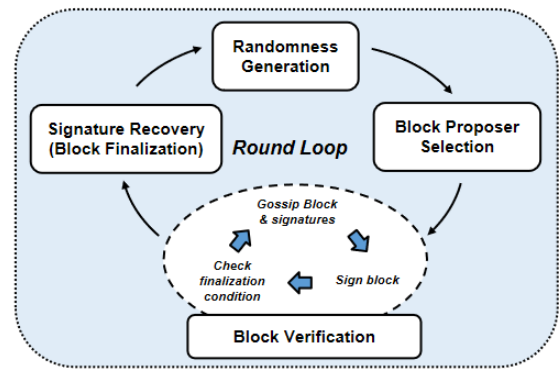 Randomness
Generation
Signature Recovery
(Block Finalization)
Round Loop
Block Proposer
Selection
Gossip Block
& signatures
Check
finalization
condition
Sign block
Block Verification